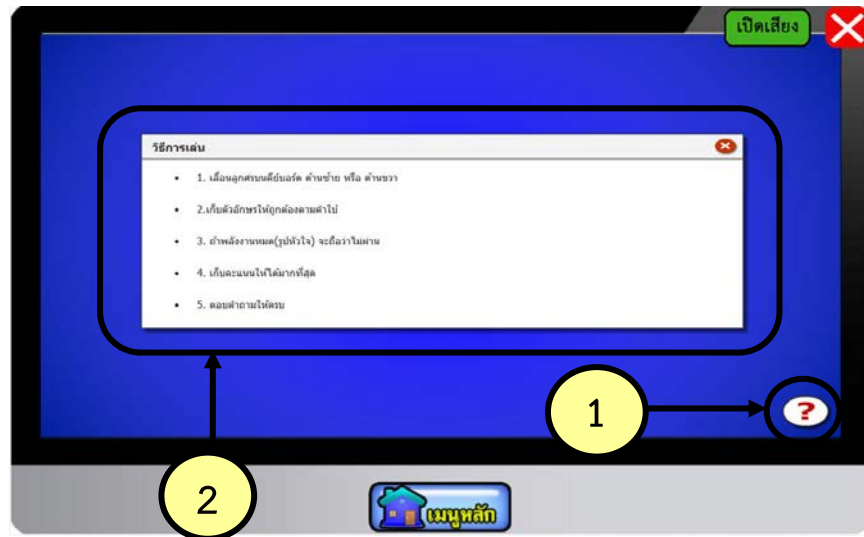 เปิดเสียง
วิธีการเล่น
• 1. เลื่อนลูกศรบนคีย์บอร์ด ด้านซ้าย หรือ ด้านขวา
• 2.เก็บตัวอักษรให้ถูกต้องตามคำใบ้
• 3. ถ้าพลังงานหมด(รูปหัวใจ) จะถือว่าไม่ผ่าน
• 4. เก็บคะแนนให้ได้มากที่สุด
• 5. ตอบคำถามให้ครบ
1
?
2
เมนูหลัก